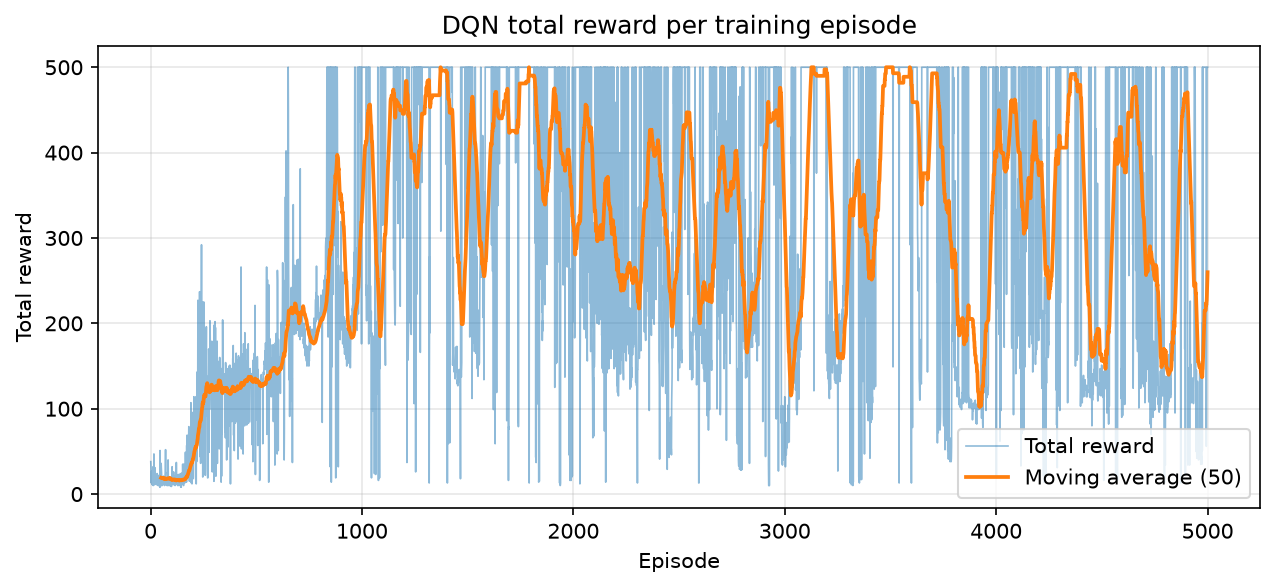 DQN total reward per training episode
Total reward
500
400
300
200
100
0
0 1000 2000 3000 4000 5000
Episode
Total reward
Moving average (50)